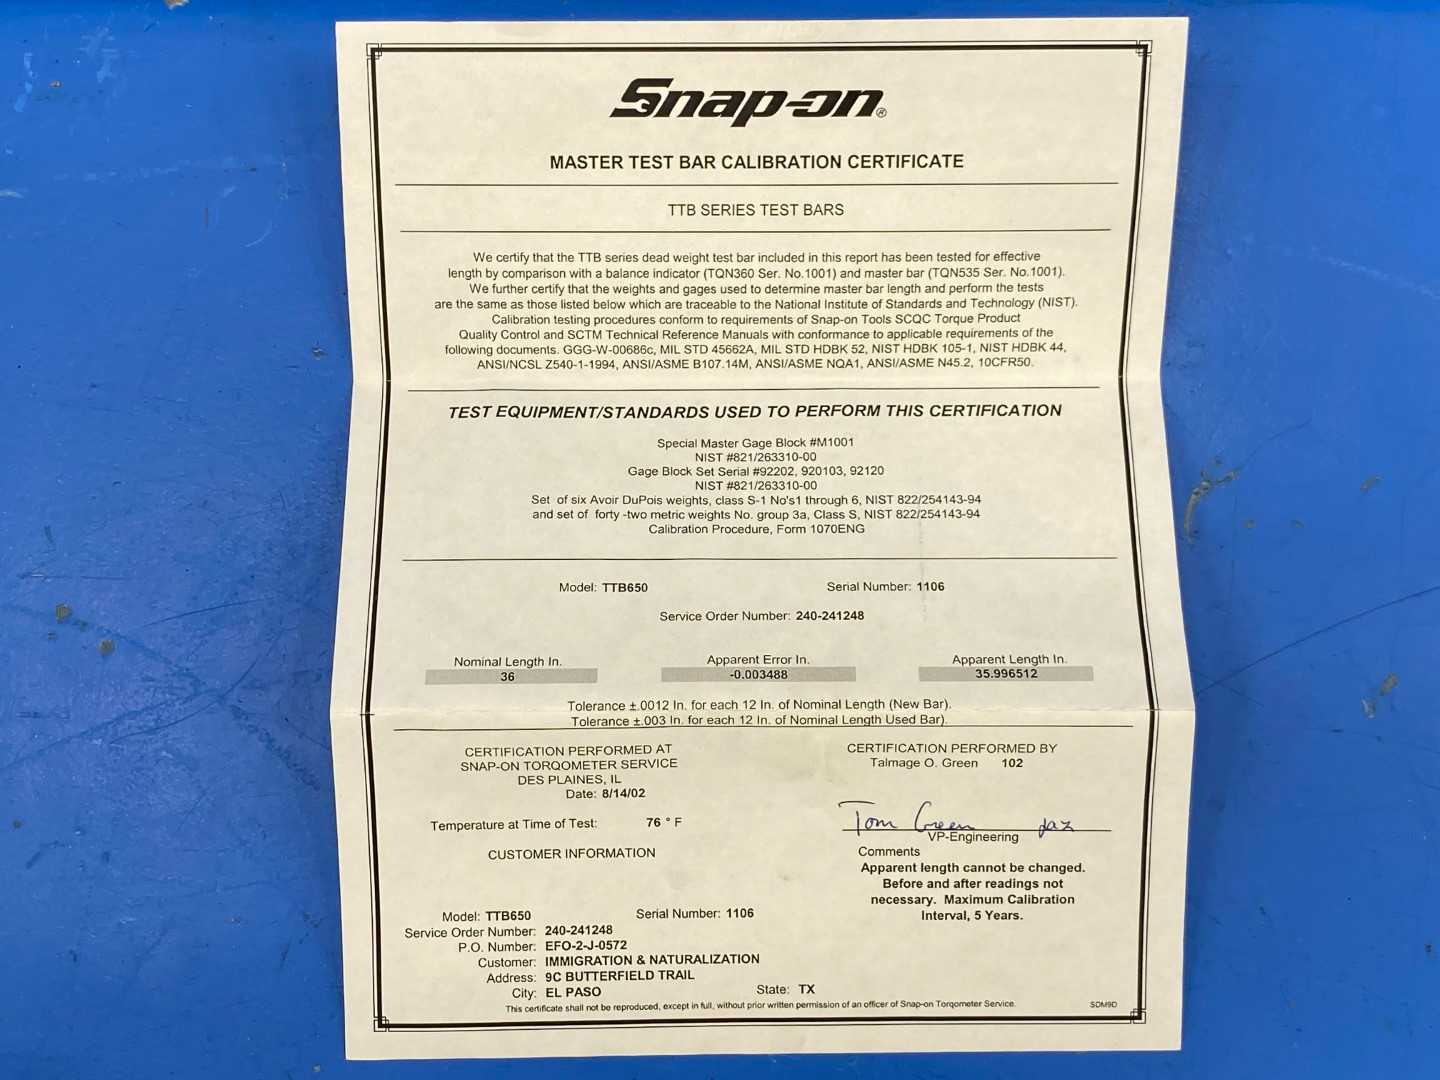 Snap-on®
MASTER TEST BAR CALIBRATION CERTIFICATE
TTB SERIES TEST BARS
We certify that the TTB series dead weight test bar included in this report has been tested for effective
length by comparison with a balance indicator (TQN360 Ser. No.1001) and master bar (TQN535 Ser. No.1001).
We further certify that the weights and gages used to determine master bar length and perform the tests
are the same as those listed below which are traceable to the National Institute of Standards and Technology (NIST).
Calibration testing procedures conform to requirements of Snap-on Tools SCQC Torque Product
Quality Control and SCTM Technical Reference Manuals with conformance to applicable requirements of the
following documents. GGG-W-00686c, MIL STD 45662A, MIL STD HDBK 52, NIST HDBK 105-1, NIST HDBK 44,
ANSI/NCSL Z540-1-1994, ANSI/ASME B107.14M, ANSI/ASME NQA1, ANSI/ASME N45.2, 10CFR50.
TEST EQUIPMENT/STANDARDS USED TO PERFORM THIS CERTIFICATION
Special Master Gage Block #M1001
NIST #821/263310-00
Gage Block Set Serial #92202, 920103, 92120
NIST #821/263310-00
Set of six Avoir DuPois weights, class S-1 No's1 through 6, NIST 822/254143-94
and set of forty -two metric weights No. group 3a, Class S, NIST 822/254143-94
Calibration Procedure, Form 1070ENG
Model: TTB650 Serial Number: 1106
Service Order Number: 240-241248
Nominal Length In. Apparent Error In. Apparent Length In.
36 -0.003488 35.996512
Tolerance ±.0012 In. for each 12 In. of Nominal Length (New Bar).
Tolerance ±.003 In. for each 12 In. of Nominal Length Used Bar).
CERTIFICATION PERFORMED AT
SNAP-ON TORQOMETER SERVICE
DES PLAINES, IL
Date: 8/14/02
Temperature at Time of Test: 76 ° F
CERTIFICATION PERFORMED BY
Talmage O. Green 102
Tom Green
VP-Engineering
Comments
Apparent length cannot be changed.
Before and after readings not
necessary. Maximum Calibration
Interval, 5 Years.
CUSTOMER INFORMATION
Model: TTB650 Serial Number: 1106
Service Order Number: 240-241248
P.O. Number: EFO-2-J-0572
Customer: IMMIGRATION & NATURALIZATION
Address: 9C BUTTERFIELD TRAIL
City: EL PASO State: TX
This certificate shall not be reproduced, except in full, without prior written permission of an officer of Snap-on Torqometer Service.
SDM9D